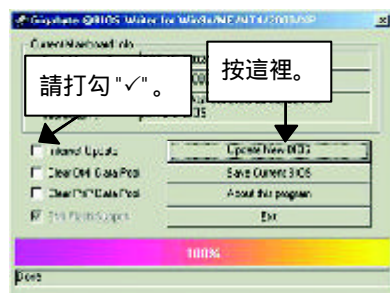 Gigabyte @BIOS Writer for Win9x/ME/NT4/2000/XP
Current Mainboard Info
請打勾"✓"。
按這裡。
Internet Update
Update New BIOS
Clear DMI Data Pool
Save Current BIOS
Clear PnP Data Pool
About this program
Exit
100%
Done